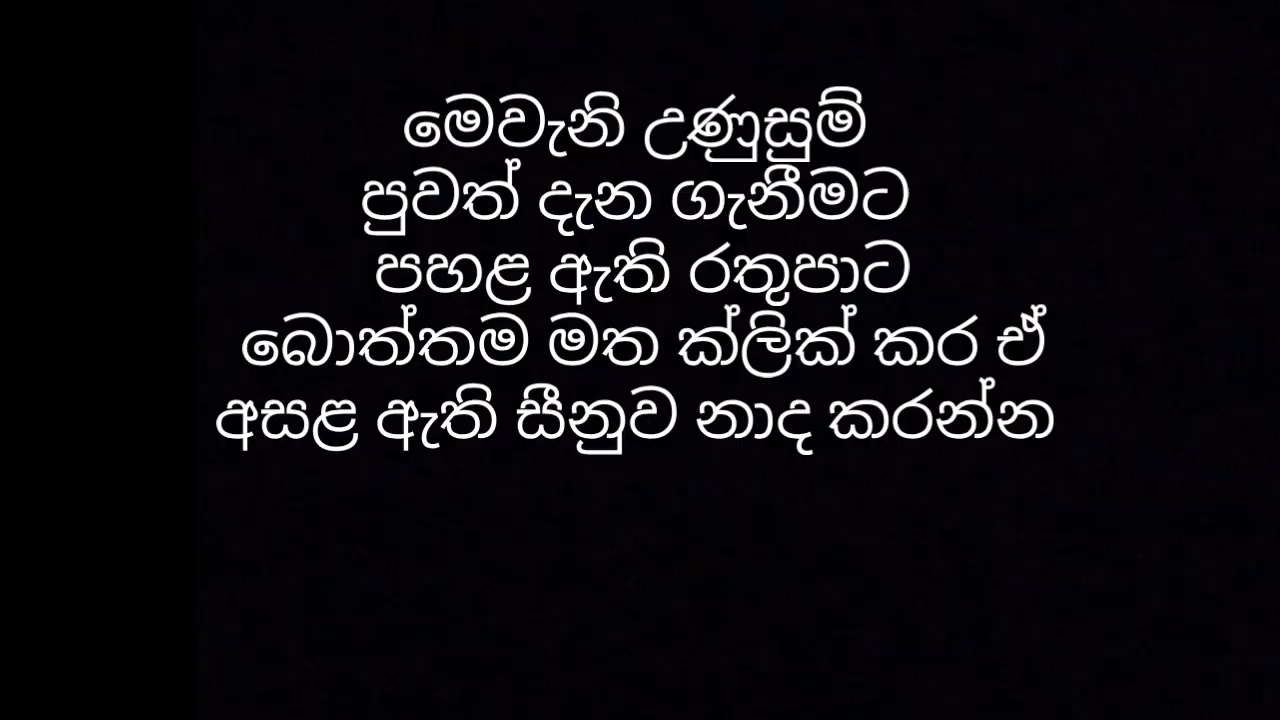 මෙවැනි උණුසුම්
පුවත් දැන ගැනීමට
පහළ ඇති රතුපාට
බොත්තම මත ක්ලික් කර ඒ
අසළ ඇති සීනුව නාද කරන්න